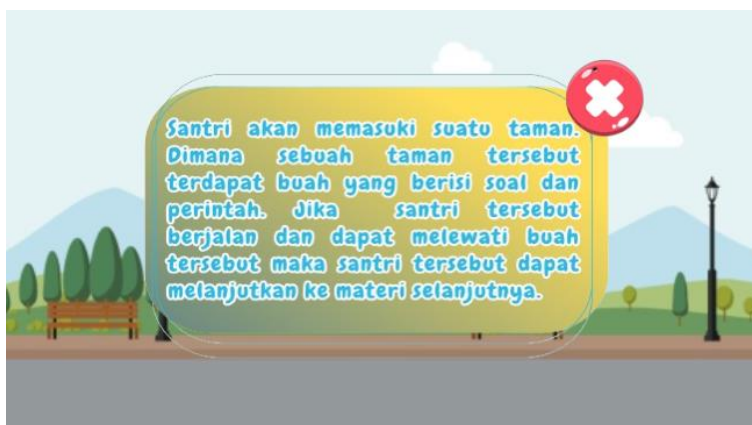 Santri akan memasuki suatu taman.
Dimana sebuah taman tersebut
terdapat buah yang berisi soal dan
perintah. Jika santri tersebut
berjalan dan dapat melewati buah
tersebut maka santri tersebut dapat
melanjutkan ke materi selanjutnya.